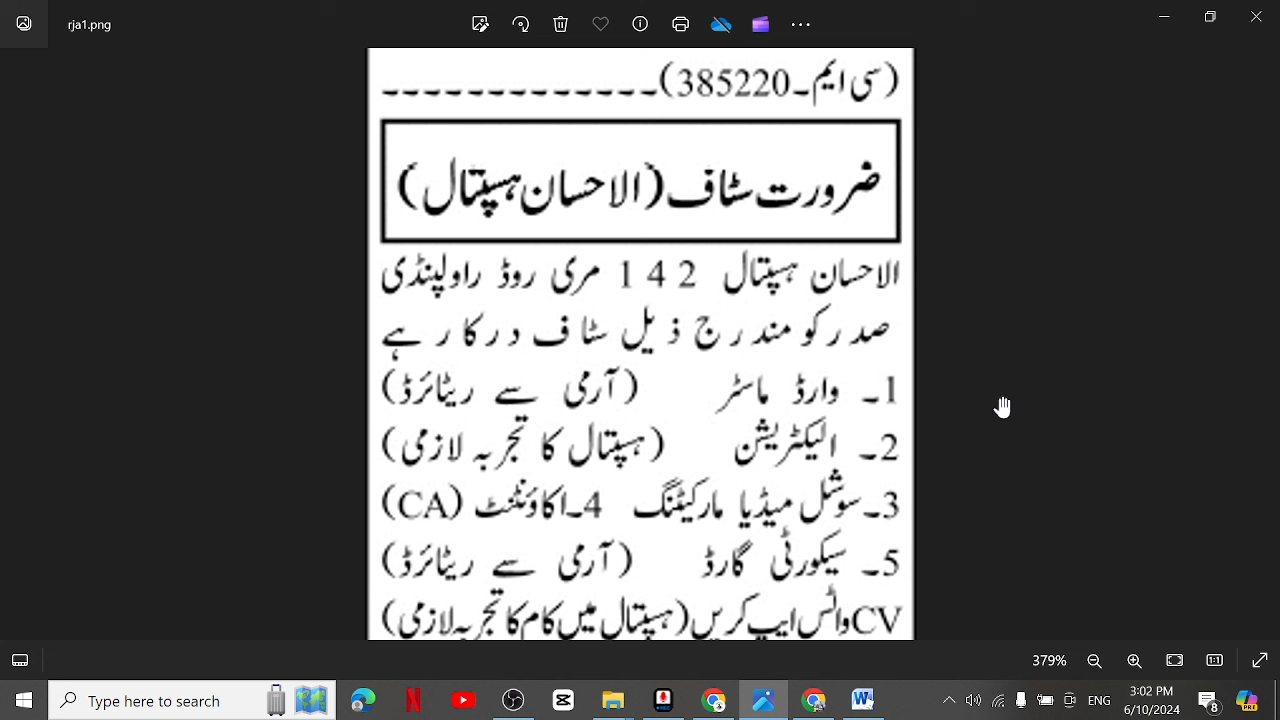 rja1.png
(سی ایم۔385220)۔۔۔۔۔۔۔۔۔۔۔۔۔
ضرورت سٹاف (الاحسان ہسپتال)
الاحسان ہسپتال 142 مری روڈ راولپنڈی
صدر کو مندرج ذیل سٹاف درکار ہے
1۔ وارڈ ماسٹر (آرمی سے ریٹائرڈ)
2۔ الیکٹریشن (ہسپتال کا تجربہ لازمی)
3۔سوشل میڈیا مارکیٹنگ 4۔اکاؤنٹنٹ (CA)
5۔ سیکورٹی گارڈ (آرمی سے ریٹائرڈ)
CV واٹس ایپ کریں (ہسپتال میں کام کا تجربہ لازمی)
379%
Type here to search
ENG
3:02 PM
6/10/2024
8
PRE